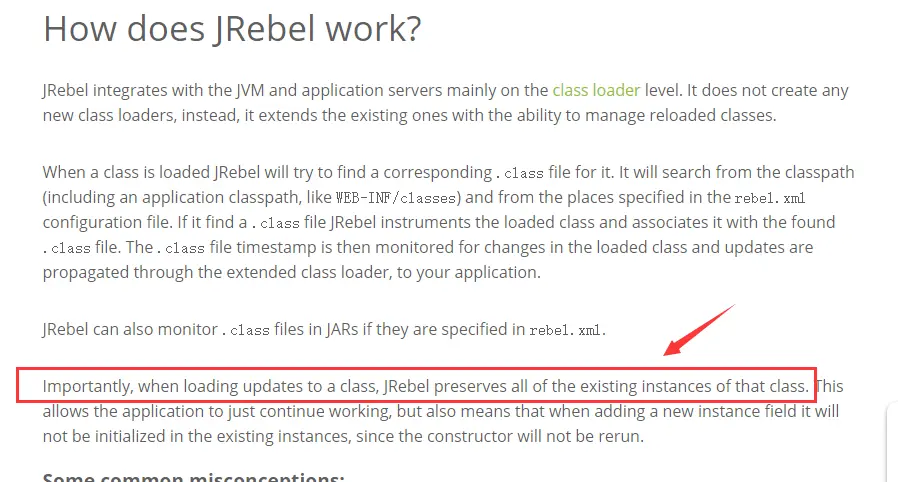 How does JRebel work?
JRebel integrates with the JVM and application servers mainly on the class loader level. It does not create any
new class loaders, instead, it extends the existing ones with the ability to manage reloaded classes.
When a class is loaded JRebel will try to find a corresponding .class file for it. It will search from the classpath
(including an application classpath, like WEB-INF/classes) and from the places specified in the rebel.xml
configuration file. If it find a .class file JRebel instruments the loaded class and associates it with the found
.class file. The .class file timestamp is then monitored for changes in the loaded class and updates are
propagated through the extended class loader, to your application.
JRebel can also monitor .class files in JARs if they are specified in rebel.xml.
Importantly, when loading updates to a class, JRebel preserves all of the existing instances of that class. This
allows the application to just continue working, but also means that when adding a new instance field it will
not be initialized in the existing instances, since the constructor will not be rerun.
Some common misconceptions: